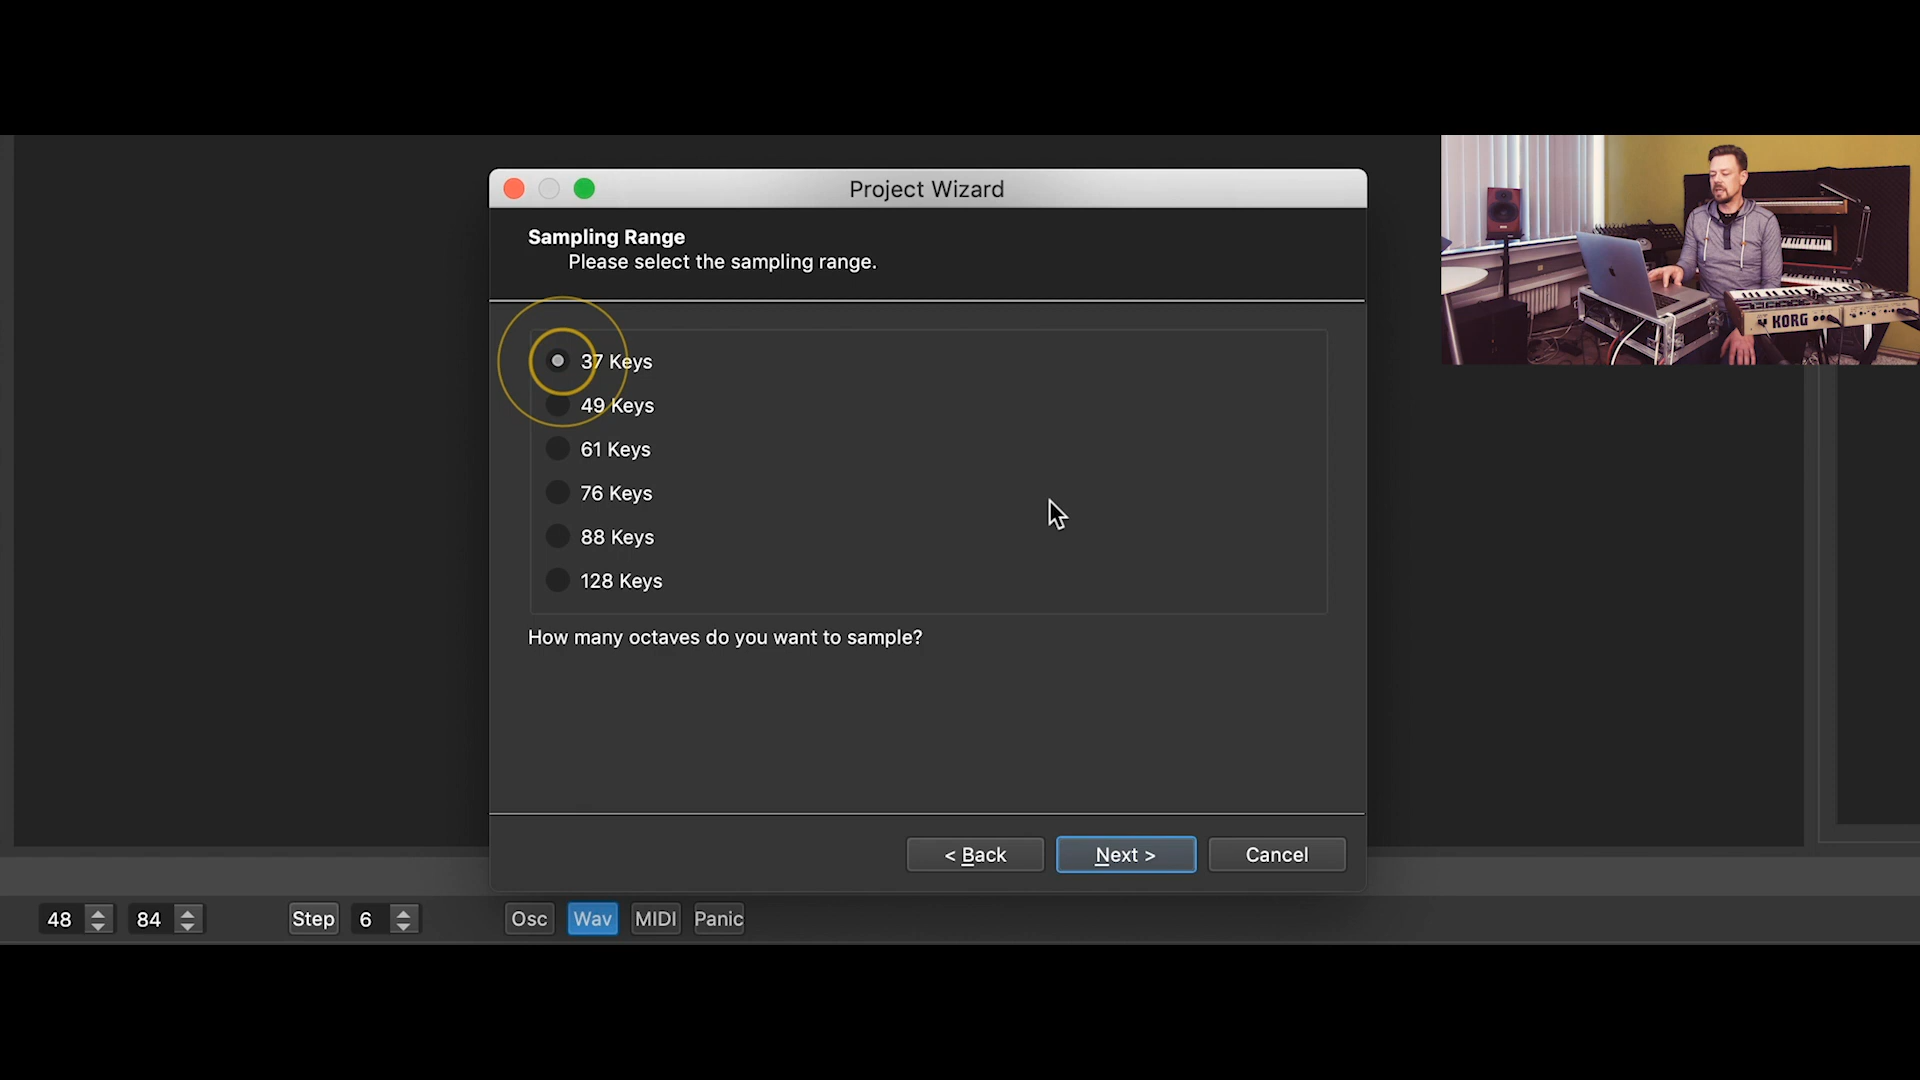 Project Wizard
Sampling Range
Please select the sampling range.
37 Keys
49 Keys
61 Keys
76 Keys
88 Keys
128 Keys
How many octaves do you want to sample?
< Back
Next >
Cancel
48
84
Step
6
Osc
Wav
MIDI
Panic
KORG